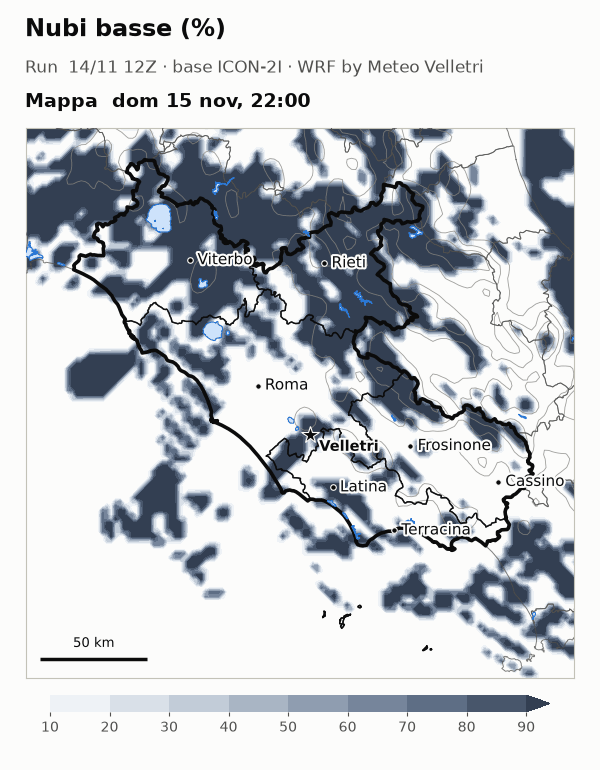 Nubi basse (%)
Run  14/11 12Z · base ICON-2I · WRF by Meteo Velletri
Mappa  dom 15 nov, 22:00
Viterbo
Rieti
Roma
Velletri
Frosinone
Cassino
Latina
Terracina
50 km
10 20 30 40 50 60 70 80 90